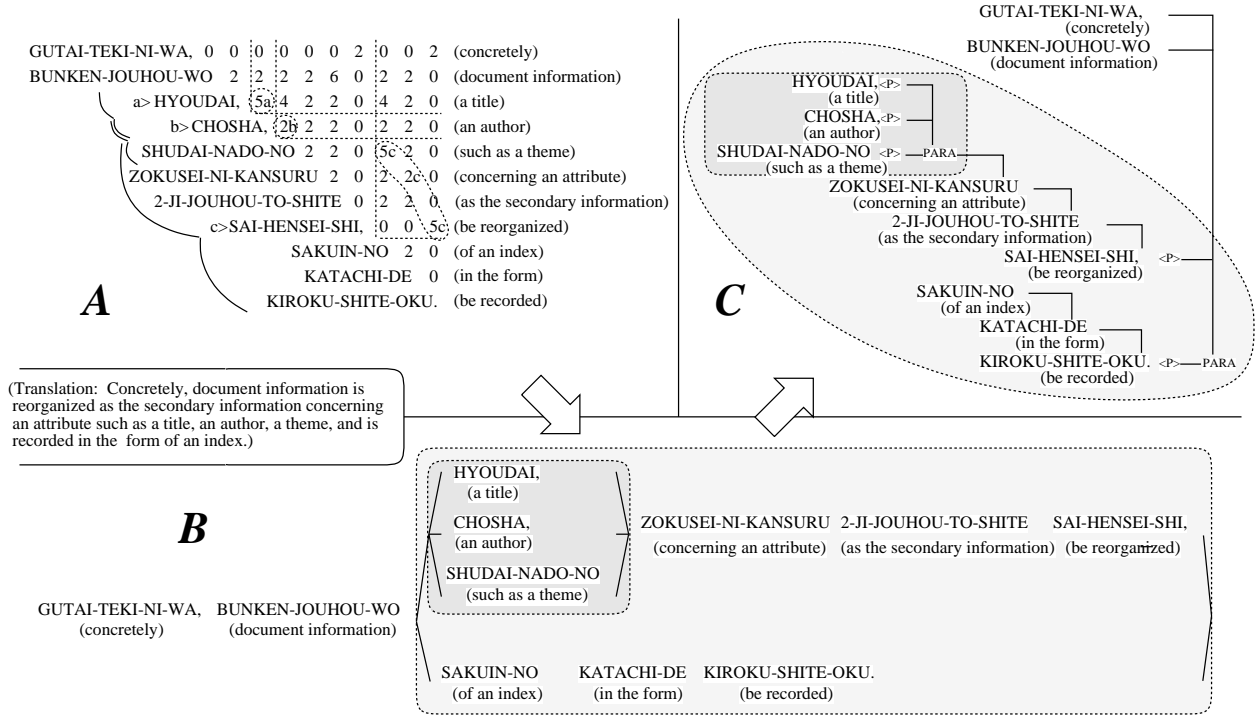 GUTAI-TEKI-NI-WA, 0 0 0 0 0 0 2 0 0 2 (concretely)
BUNKEN-JOUHOU-WO 2 2 2 2 6 0 2 2 0 (document information)
a> HYOUDAI, 5a 4 2 2 0 4 2 0 (a title)
b> CHOSHA, 2b 2 2 0 2 2 0 (an author)
SHUDAI-NADO-NO 2 2 0 5c 2 0 (such as a theme)
ZOKUSEI-NI-KANSURU 2 0 2 2c 0 (concerning an attribute)
2-JI-JOUHOU-TO-SHITE 0 2 2 0 (as the secondary information)
c> SAI-HENSEI-SHI, 0 0 5c (be reorganized)
SAKUIN-NO 2 0 (of an index)
KATACHI-DE 0 (in the form)
KIROKU-SHITE-OKU. (be recorded)
A
(Translation: Concretely, document information is
reorganized as the secondary information concerning
an attribute such as a title, an author, a theme, and is
recorded in the form of an index.)
GUTAI-TEKI-NI-WA,
(concretely)
BUNKEN-JOUHOU-WO
(document information)
HYOUDAI, <P>
(a title)
CHOSHA, <P>
(an author)
SHUDAI-NADO-NO <P> PARA
(such as a theme)
ZOKUSEI-NI-KANSURU
(concerning an attribute)
2-JI-JOUHOU-TO-SHITE
(as the secondary information)
SAI-HENSEI-SHI, <P>
(be reorganized)
C
SAKUIN-NO
(of an index)
KATACHI-DE
(in the form)
KIROKU-SHITE-OKU. <P> PARA
(be recorded)
B
HYOUDAI,
(a title)
CHOSHA, ZOKUSEI-NI-KANSURU 2-JI-JOUHOU-TO-SHITE SAI-HENSEI-SHI,
(an author) (concerning an attribute) (as the secondary information) (be reorganized)
SHUDAI-NADO-NO
(such as a theme)
GUTAI-TEKI-NI-WA, BUNKEN-JOUHOU-WO
(concretely) (document information)
SAKUIN-NO KATACHI-DE KIROKU-SHITE-OKU.
(of an index) (in the form) (be recorded)